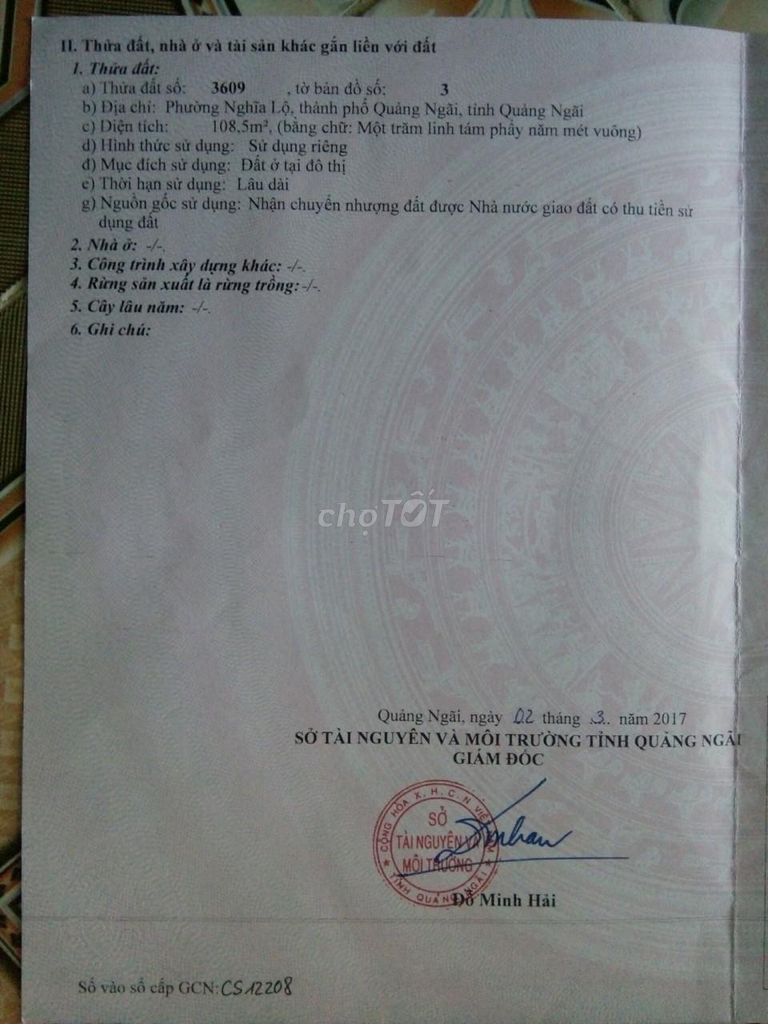 II. Thửa đất, nhà ở và tài sản khác gắn liền với đất
1. Thửa đất:
a) Thửa đất số: 3609 , tờ bản đồ số: 3
b) Địa chỉ: Phường Nghĩa Lộ, thành phố Quảng Ngãi, tỉnh Quảng Ngãi
c) Diện tích: 108,5m², (bằng chữ: Một trăm linh tám phẩy năm mét vuông)
d) Hình thức sử dụng: Sử dụng riêng
đ) Mục đích sử dụng: Đất ở tại đô thị
e) Thời hạn sử dụng: Lâu dài
g) Nguồn gốc sử dụng: Nhận chuyển nhượng đất được Nhà nước giao đất có thu tiền sử
dụng đất
2. Nhà ở: -/-.
3. Công trình xây dựng khác: -/-.
4. Rừng sản xuất là rừng trồng: -/-.
5. Cây lâu năm: -/-.
6. Ghi chú:
chợTỐT
Quảng Ngãi, ngày 02 tháng 3.. năm 2017
SỞ TÀI NGUYÊN VÀ MÔI TRƯỜNG TỈNH QUẢNG NGÃI
GIÁM ĐỐC
CỘNG HÒA X.H.C.N VIỆT NAM
SỞ
TÀI NGUYÊN VÀ
MÔI TRƯỜNG
TỈNH QUẢNG NGÃI
Đỗ Minh Hải
Số vào sổ cấp GCN: CS12208